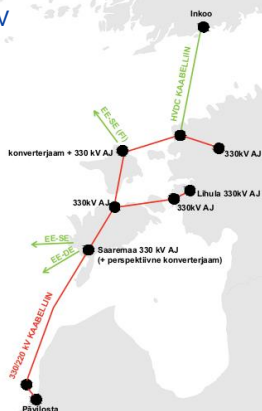 V
Inkoo
HVDC KAABELLIIN
EE-SE (FI)
konverterjaam + 330 kV AJ
330kV AJ
Lihula 330kV AJ
330kV AJ
330kV AJ
EE-SE
EE-DE
Saaremaa 330 kV AJ
(+ perspektiivne konverterjaam)
330/220 kV KAABELLIIN
Pāvilosta